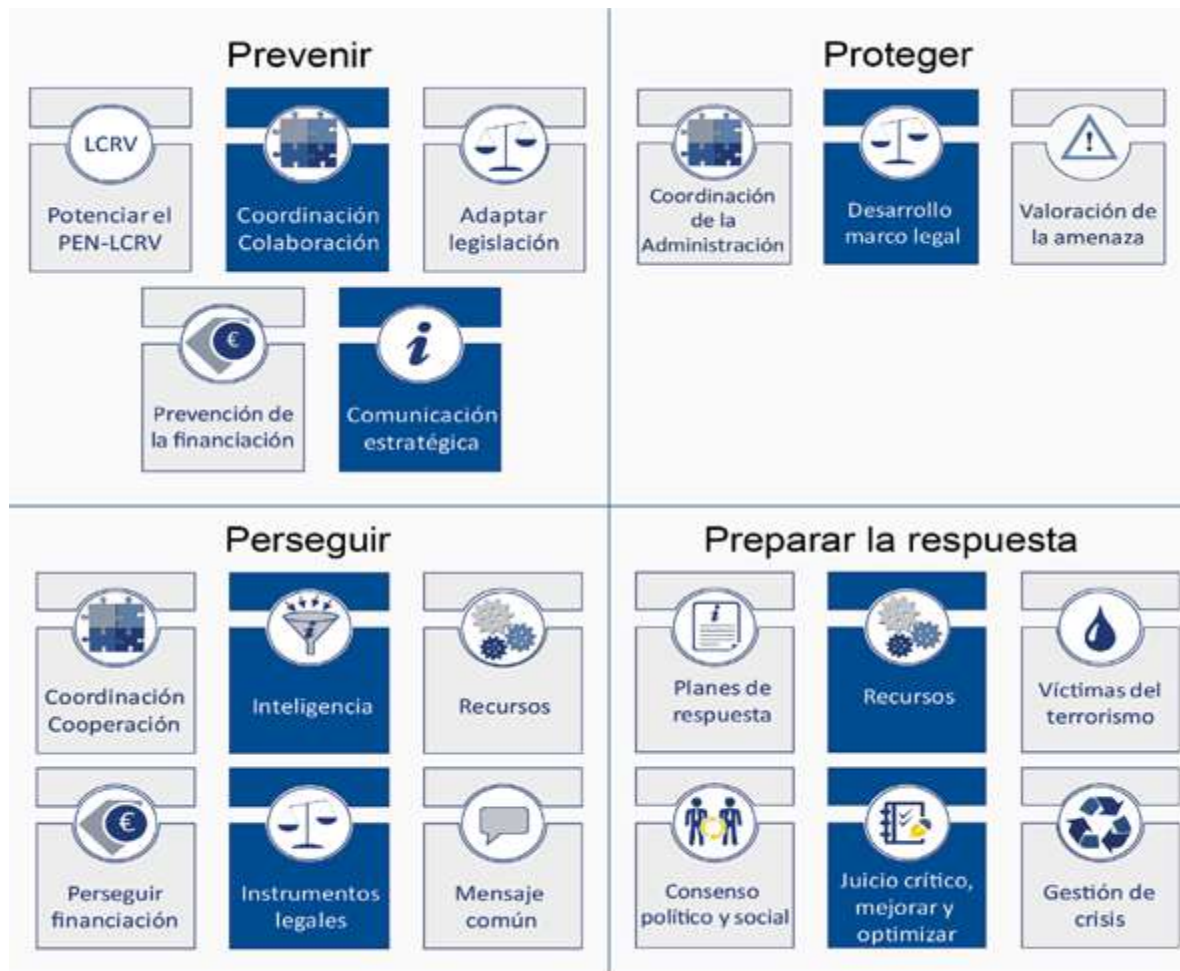 Prevenir
LCRV
Potenciar el
PEN-LCRV
Coordinación
Colaboración
Adaptar
legislación
€
Prevención de
la financiación
i
Comunicación
estratégica
Proteger
Coordinación
de la
Administración
Desarrollo
marco legal
!
Valoración de
la amenaza
Perseguir
Coordinación
Cooperación
i
Inteligencia
Recursos
€
Perseguir
financiación
Instrumentos
legales
Mensaje
común
Preparar la respuesta
i
Planes de
respuesta
Recursos
Víctimas del
terrorismo
Consenso
político y social
Juicio crítico,
mejorar y
optimizar
Gestión de
crisis